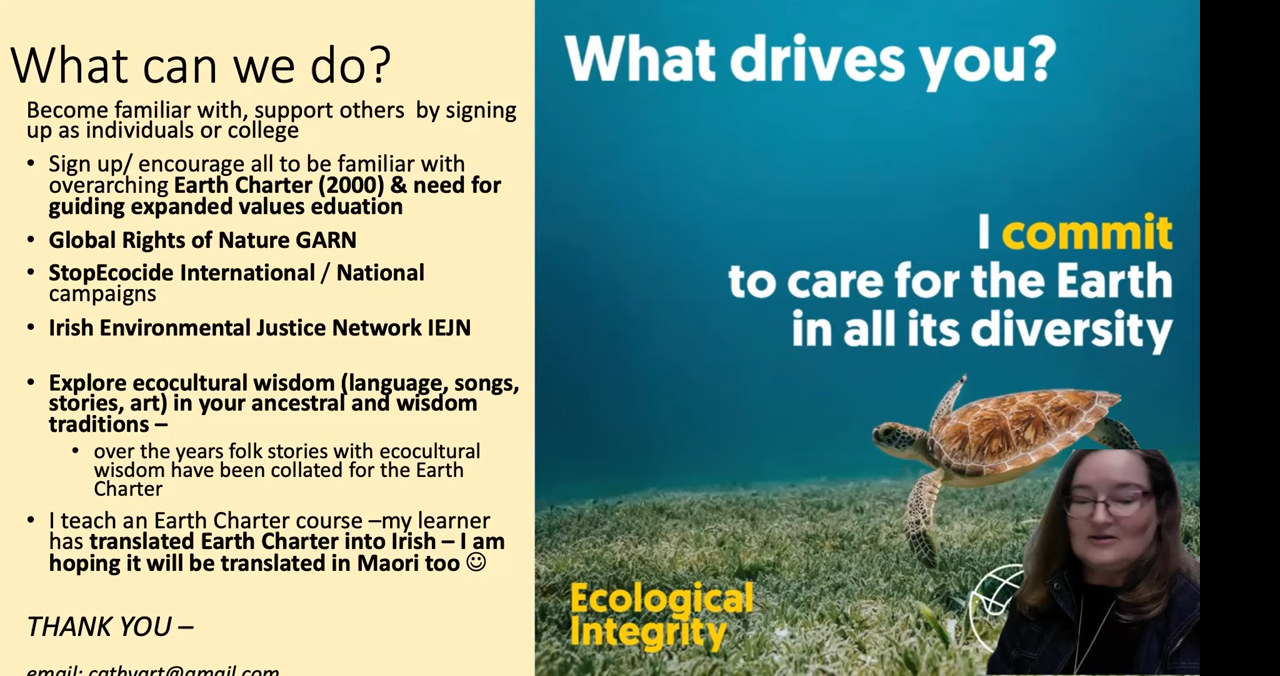 What can we do?
Become familiar with, support others by signing
up as individuals or college
• Sign up/ encourage all to be familiar with
overarching Earth Charter (2000) & need for
guiding expanded values eduation
• Global Rights of Nature GARN
• StopEcocide International / National
campaigns
• Irish Environmental Justice Network IEJN
• Explore ecocultural wisdom (language, songs,
stories, art) in your ancestral and wisdom
traditions –
• over the years folk stories with ecocultural
wisdom have been collated for the Earth
Charter
• I teach an Earth Charter course –my learner
has translated Earth Charter into Irish – I am
hoping it will be translated in Maori too ☺
THANK YOU –
email: cathyart@gmail.com
What drives you?
I commit
to care for the Earth
in all its diversity
Ecological
Integrity